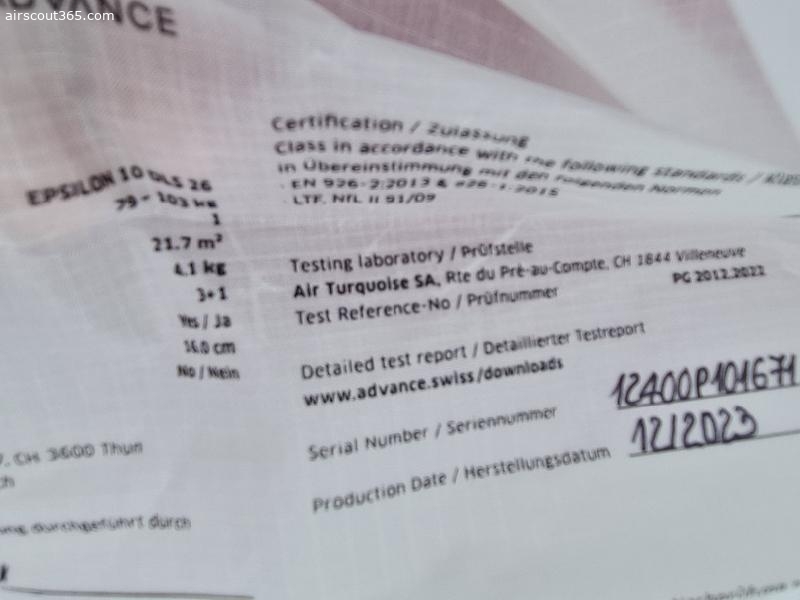 airscout365.com
ADVANCE
Certification / Zulassung
Class in accordance with the following standards /
in Übereinstimmung mit den folgenden Normen
. EN 926-2:2013 & 926-1:2015
. LTF, NfL II 91/09
EPSILON 10 DLS 26
79 - 103 kg
1
21.7 m²
4.1 kg
3+1
Yes / Ja
36.0 cm
No / Nein
Testing laboratory / Prüfstelle
Air Turquoise SA, Rte du Pré-au-Comple, CH 1844 Villeneuve
Test Reference-No / Prüfnummer PG 2012.2022
Detailed test report / Detaillierter Testreport
www.advance.swiss/downloads
Serial Number / Seriennummer 12400P101671
Production Date / Herstellungsdatum 12/2023
, CH 3600 Thun
ch
durchgeführt durch